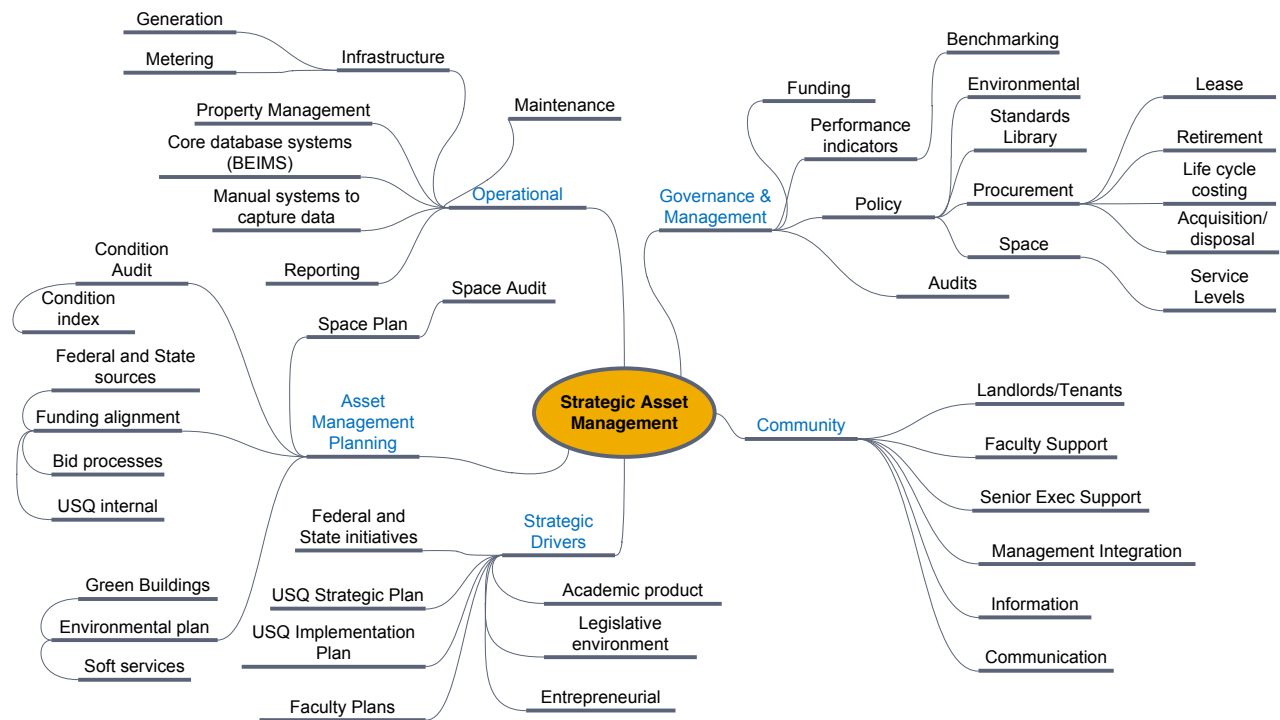 Generation
Metering
Infrastructure
Property Management
Core database systems
(BEIMS)
Manual systems to
capture data
Reporting
Maintenance
Operational
Condition
Audit
Condition
index
Space Plan
Space Audit
Federal and State
sources
Funding alignment
Bid processes
USQ internal
Asset
Management
Planning
Green Buildings
Environmental plan
Soft services
Strategic Asset
Management
Federal and
State initiatives
USQ Strategic Plan
USQ Implementation
Plan
Faculty Plans
Strategic
Drivers
Academic product
Legislative
environment
Entrepreneurial
Governance &
Management
Funding
Performance
indicators
Benchmarking
Policy
Environmental
Standards
Library
Procurement
Space
Audits
Lease
Retirement
Life cycle
costing
Acquisition/
disposal
Service
Levels
Community
Landlords/Tenants
Faculty Support
Senior Exec Support
Management Integration
Information
Communication